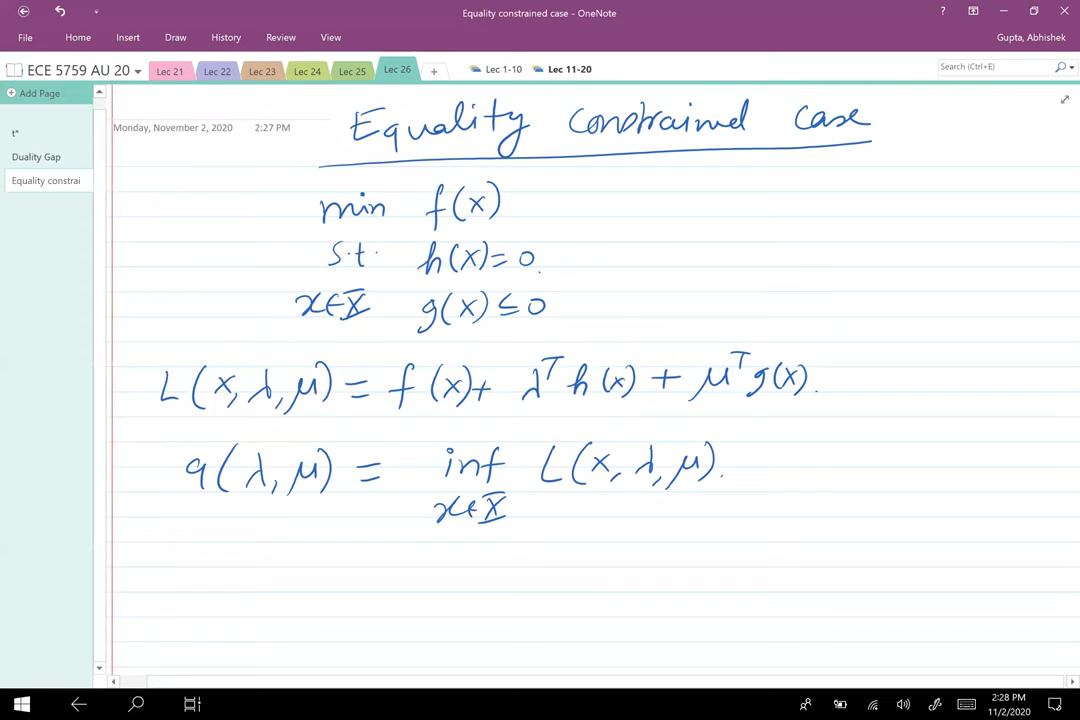 Equality constrained case - OneNote
?
File Home Insert Draw History Review View
Gupta, Abhishek
ECE 5759 AU 20
Lec 21 Lec 22 Lec 23 Lec 24 Lec 25 Lec 26 + Lec 1-10 Lec 11-20
Search (Ctrl+E)
Add Page
t*
Duality Gap
Equality constrai
Monday, November 2, 2020 2:27 PM
Equality constrained case
min f(x)
s.t. h(x)=0.
x∈X g(x)≤0
L(x,λ,μ) = f(x)+ λᵀh(x) + μᵀg(x).
q(λ,μ) = inf L(x,λ,μ).
x∈X
2:28 PM
11/2/2020